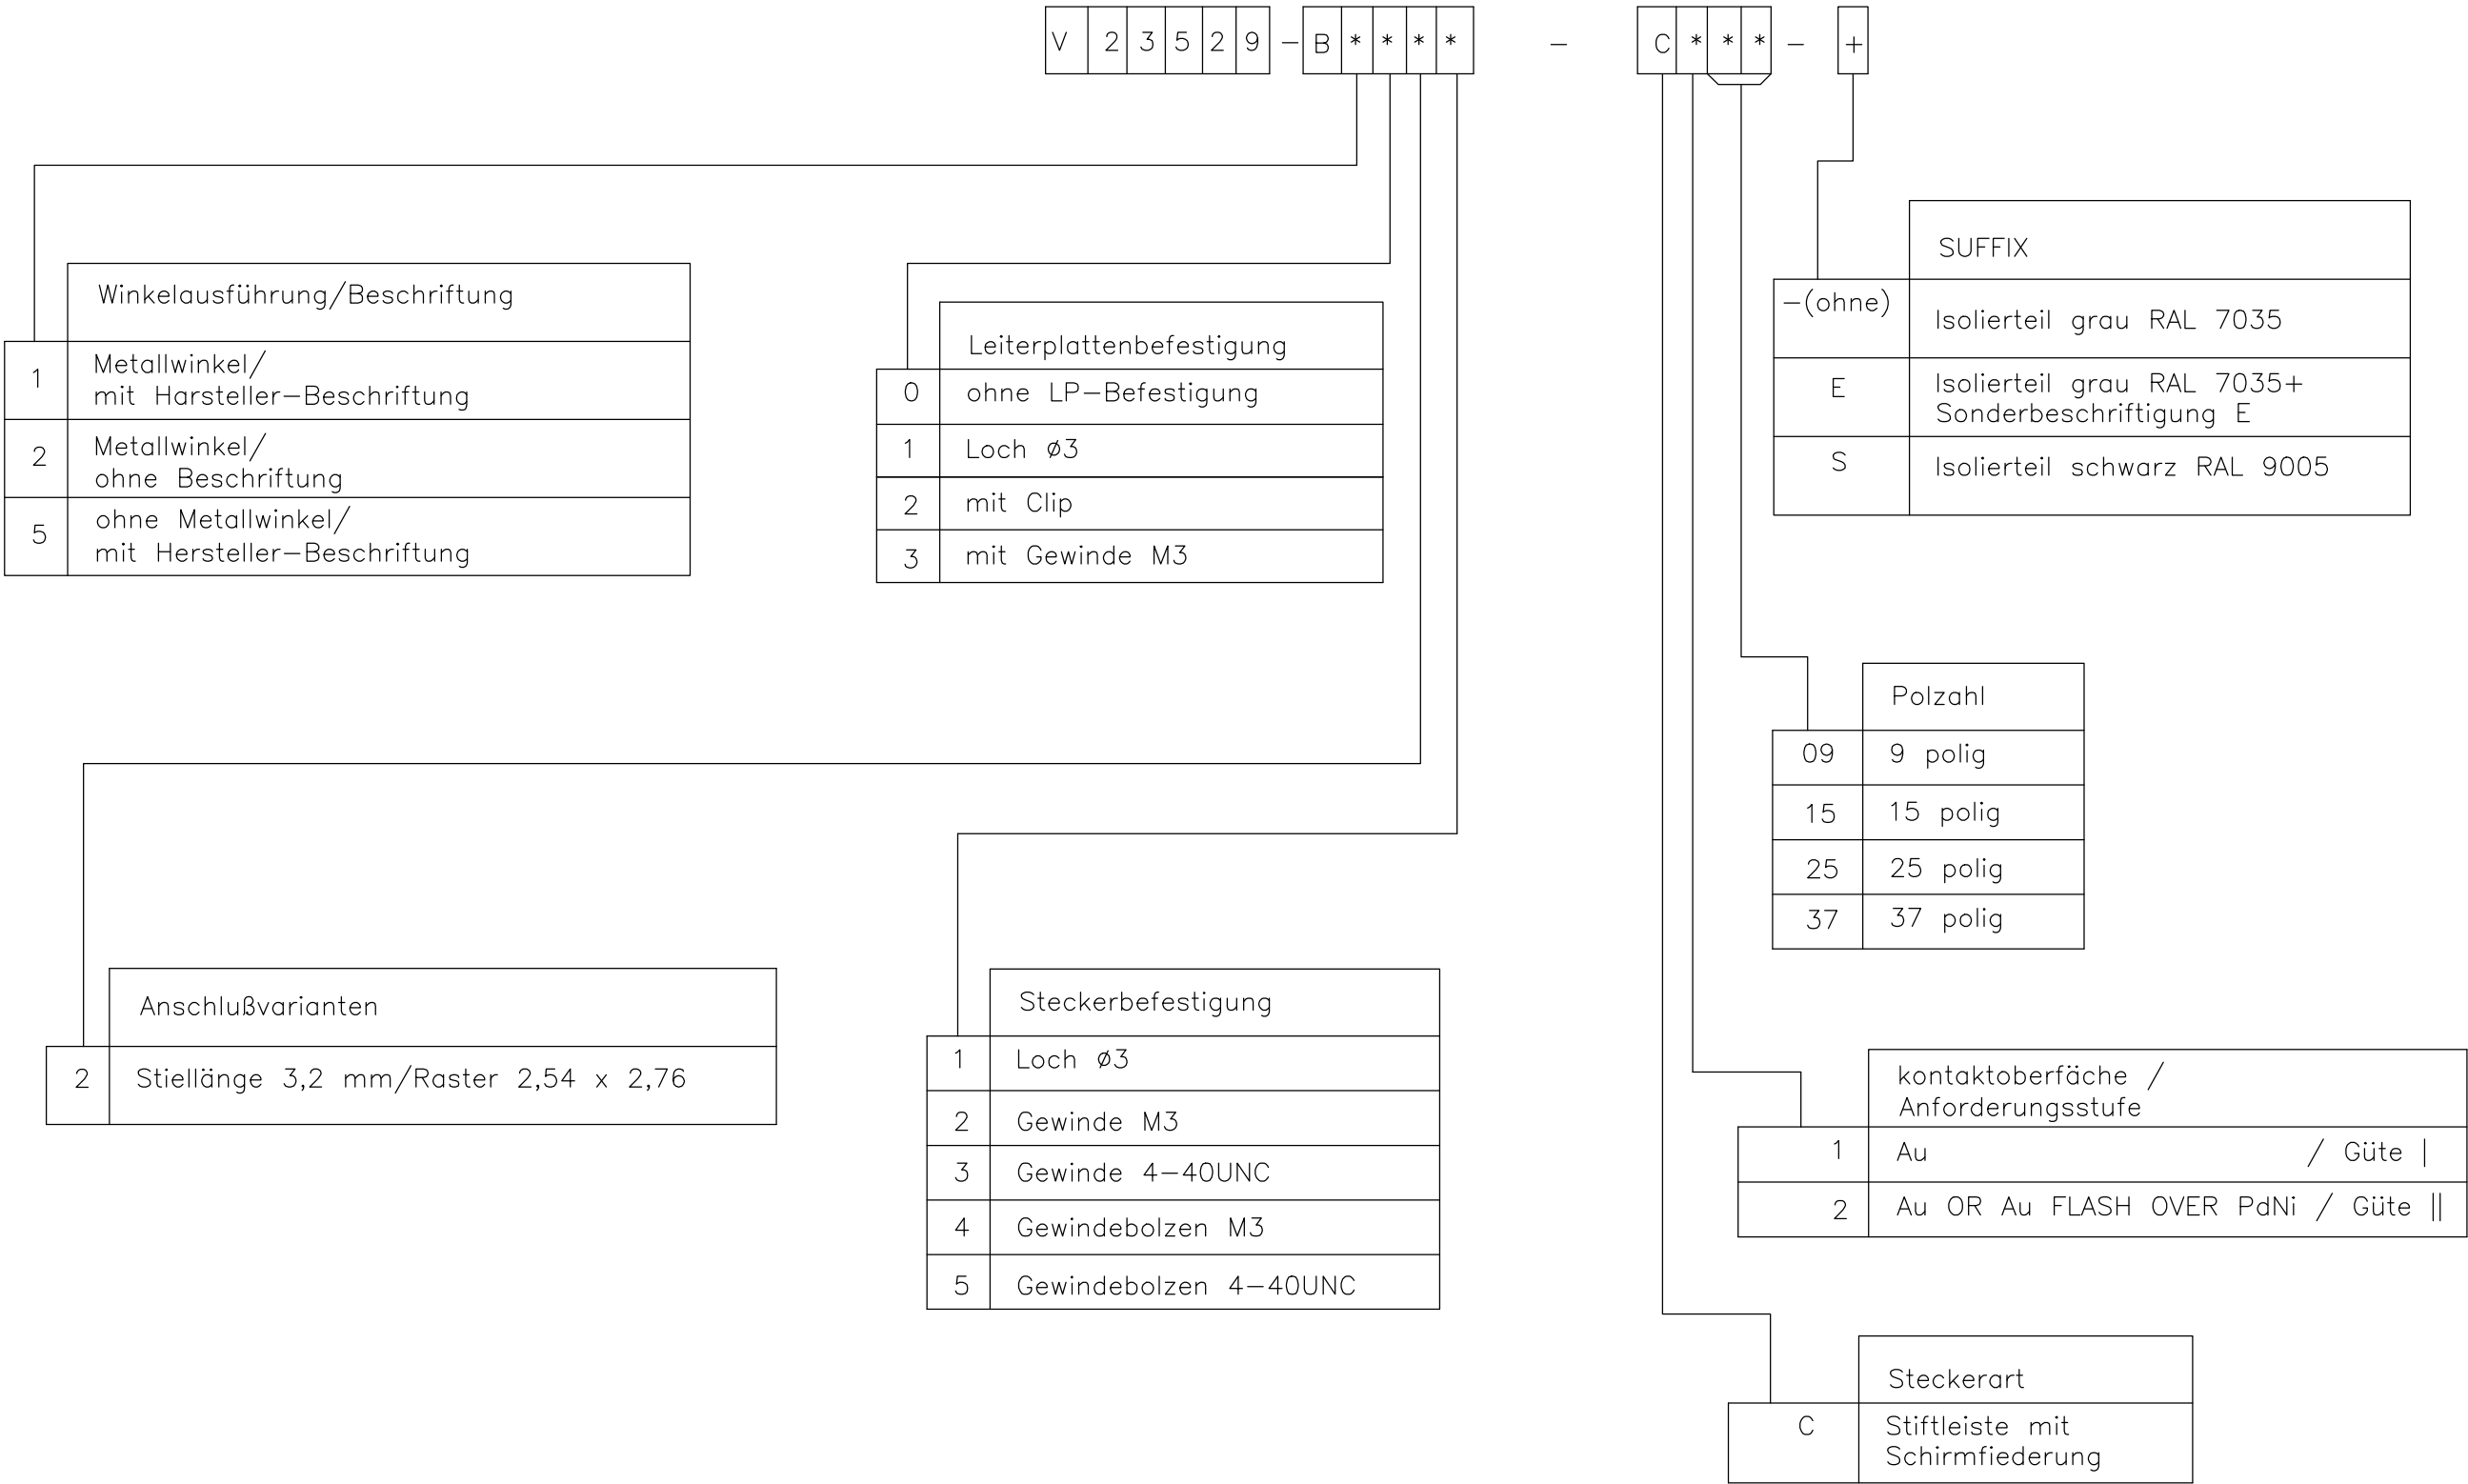 V 2 3 5 2 9 - B * * * * - C * * * - +
SUFFIX
-(ohne) Isolierteil grau RAL 7035
E Isolierteil grau RAL 7035+
Sonderbeschriftigung E
S Isolierteil schwarz RAL 9005
Winkelausführung/Beschriftung
1 Metallwinkel/
mit Harsteller-Beschriftung
2 Metallwinkel/
ohne Beschriftung
5 ohne Metallwinkel/
mit Hersteller-Beschriftung
Leiterplattenbefestigung
0 ohne LP-Befestigung
1 Loch ø3
2 mit Clip
3 mit Gewinde M3
Polzahl
09 9 polig
15 15 polig
25 25 polig
37 37 polig
Anschlußvarianten
2 Stiellänge 3,2 mm/Raster 2,54 x 2,76
Steckerbefestigung
1 Loch ø3
2 Gewinde M3
3 Gewinde 4-40UNC
4 Gewindebolzen M3
5 Gewindebolzen 4-40UNC
kontaktoberfäche /
Anforderungsstufe
1 Au / Güte |
2 Au OR Au FLASH OVER PdNi / Güte ||
Steckerart
C Stiftleiste mit
Schirmfiederung